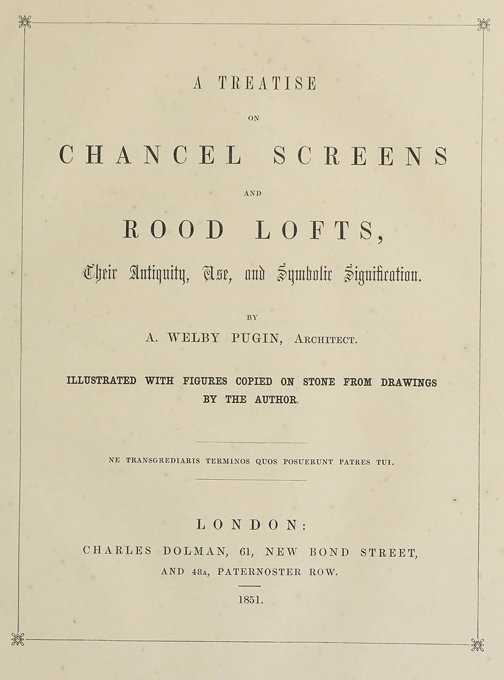 A TREATISE
ON
CHANCEL SCREENS
AND
ROOD LOFTS,
Their Antiquity, Use, and Symbolic Signification.
BY
A. WELBY PUGIN, ARCHITECT.
ILLUSTRATED WITH FIGURES COPIED ON STONE FROM DRAWINGS
BY THE AUTHOR.
NE TRANSGREDIARIS TERMINOS QUOS POSUERUNT PATRES TUI.
LONDON:
CHARLES DOLMAN, 61, NEW BOND STREET,
AND 48A, PATERNOSTER ROW.
1851.